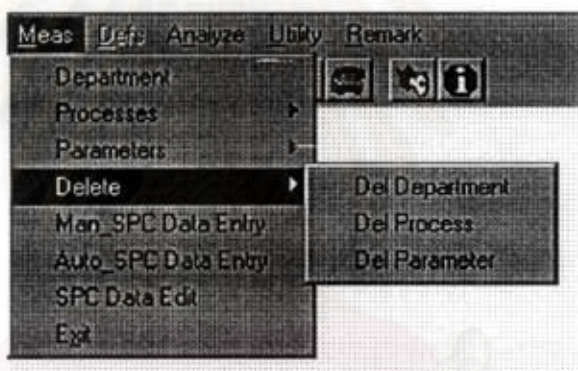 Meas Defs Analyze Utility Remark
Department
Processes
Parameters
Delete
Man_SPC Data Entry
Auto_SPC Data Entry
SPC Data Edit
Exit
Del Department
Del Process
Del Parameter